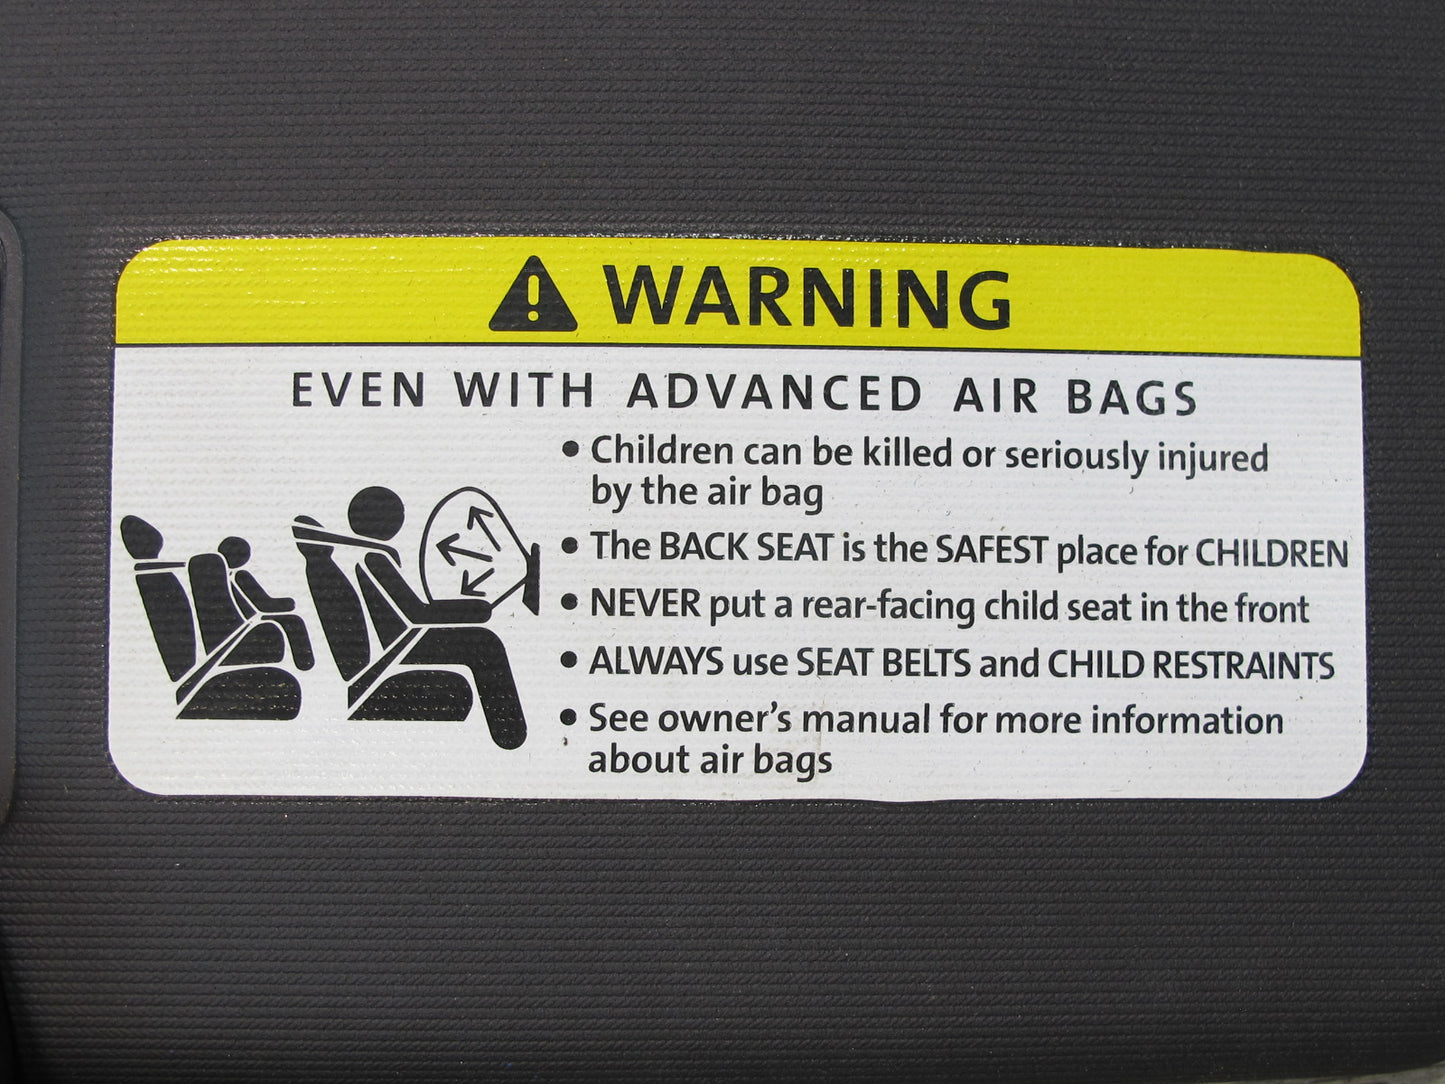 WARNING
EVEN WITH ADVANCED AIR BAGS
• Children can be killed or seriously injured
by the air bag
• The BACK SEAT is the SAFEST place for CHILDREN
• NEVER put a rear-facing child seat in the front
• ALWAYS use SEAT BELTS and CHILD RESTRAINTS
• See owner's manual for more information
about air bags